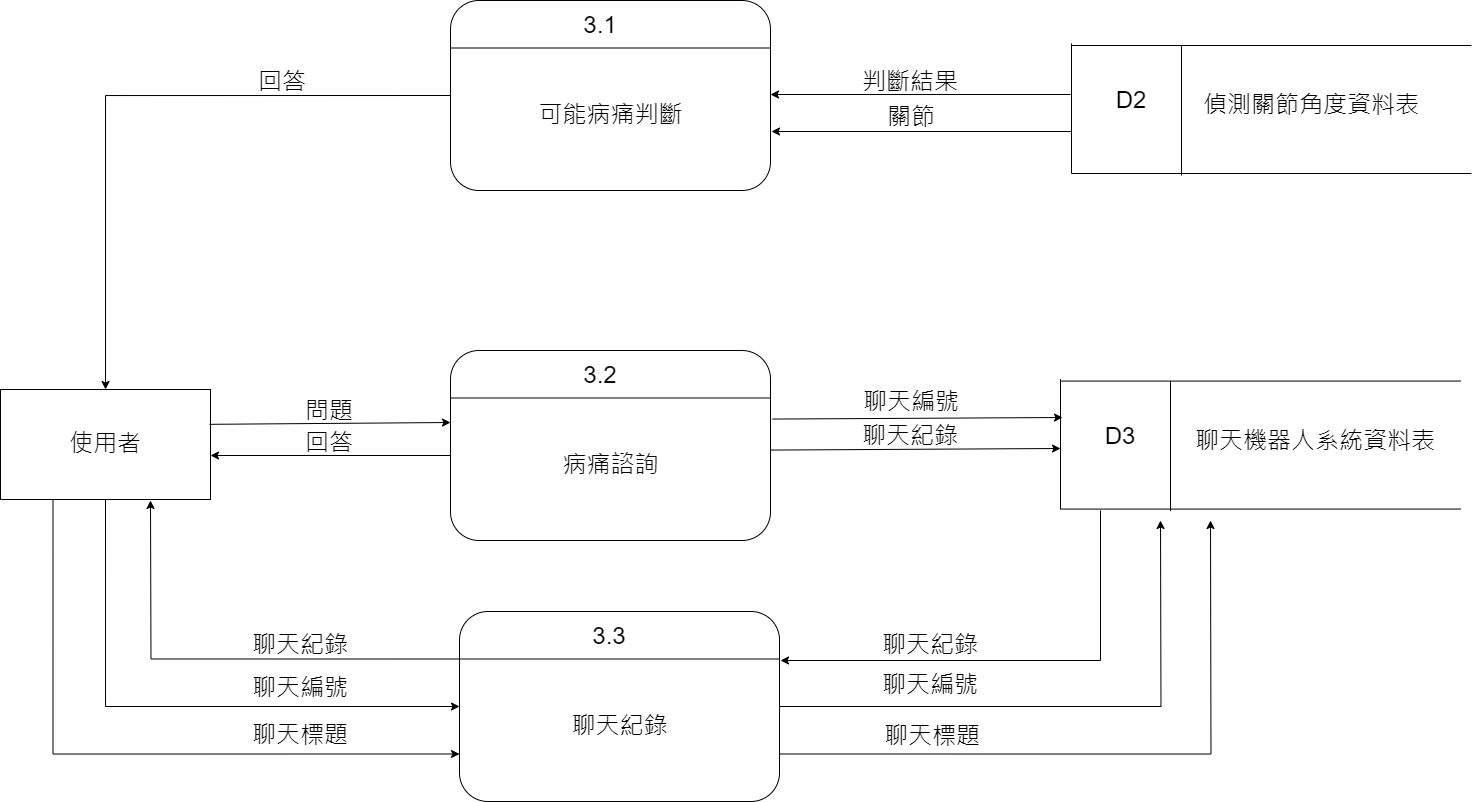 3.1
回答
判斷結果
D2
偵測關節角度資料表
可能病痛判斷
關節
3.2
問題
聊天編號
使用者
回答
病痛諮詢
聊天紀錄
D3
聊天機器人系統資料表
3.3
聊天紀錄
聊天紀錄
聊天編號
聊天編號
聊天紀錄
聊天標題
聊天標題